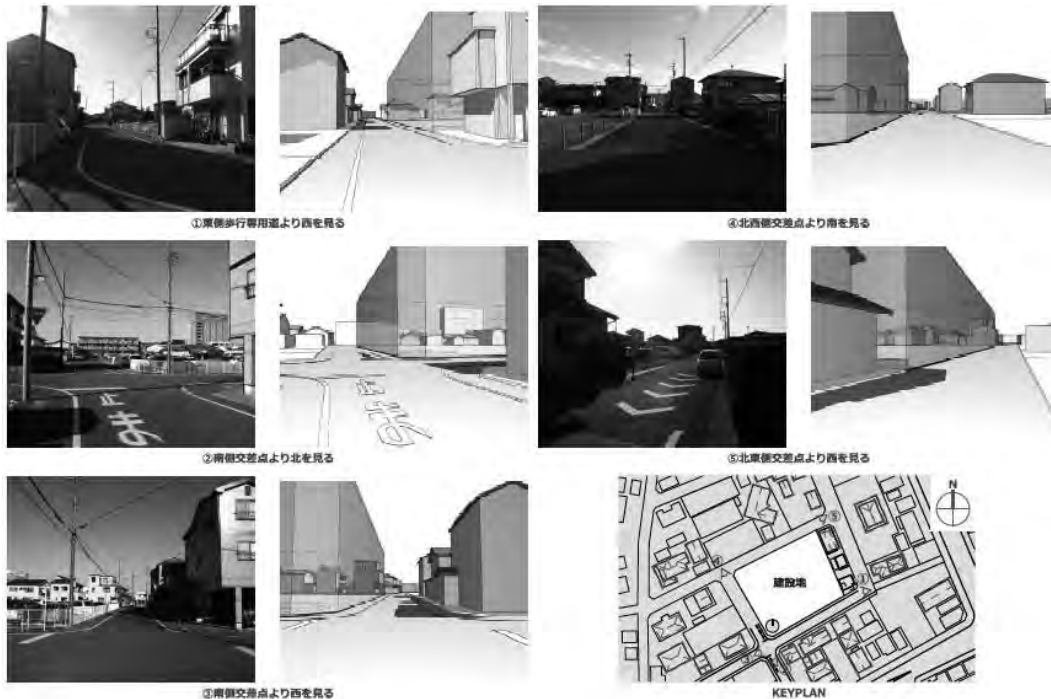 ①東側歩行専用道より西を見る
④北西側交差点より南を見る
②南側交差点より北を見る
⑤北東側交差点より西を見る
③南側交差点より西を見る
N
⑤
建設地
KEYPLAN